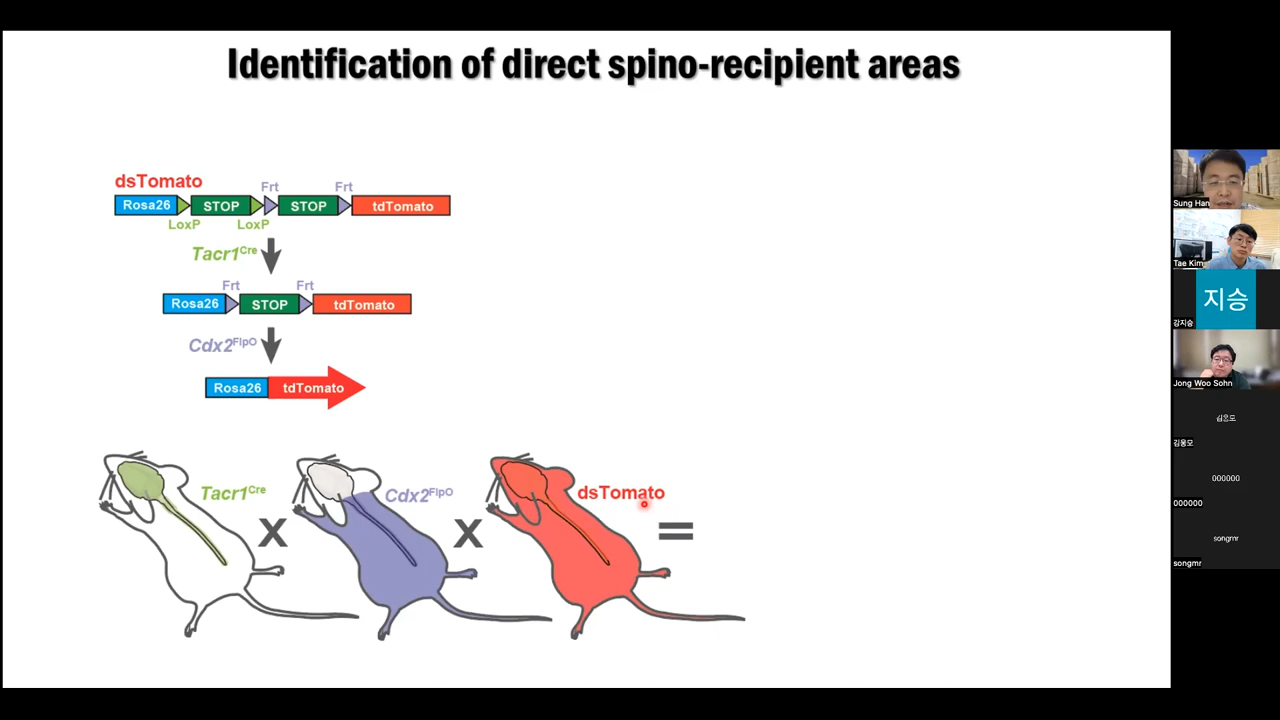 Identification of direct spino-recipient areas
dsTomato
Frt Frt
Rosa26 STOP STOP tdTomato
LoxP LoxP
Tacr1Cre
Frt Frt
Rosa26 STOP tdTomato
Cdx2FlpO
Rosa26 tdTomato
Tacr1Cre
Cdx2FlpO
dsTomato
X X =
Sung Han
Tae Kim
지승
강지승
Jong Woo Sohn
김용모
김용모
000000
000000
songmr
songmr